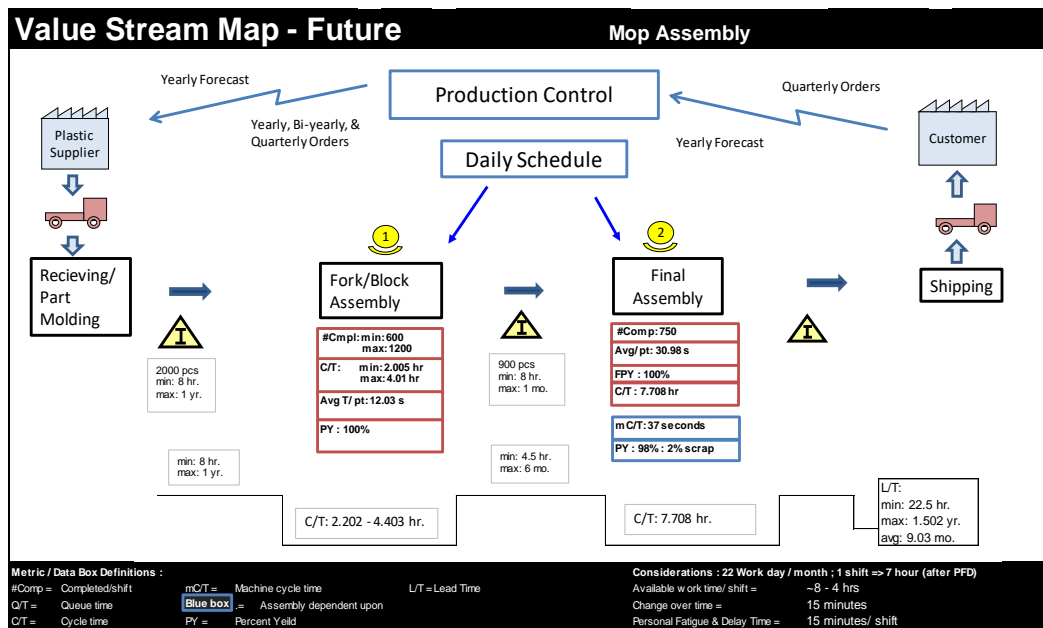 Value Stream Map - Future
Mop Assembly
Yearly Forecast
Production Control
Quarterly Orders
Plastic
Supplier
Yearly, Bi-yearly, &
Quarterly Orders
Yearly Forecast
Customer
Daily Schedule
1
2
Recieving/
Part
Molding
Fork/Block
Assembly
Final
Assembly
Shipping
I
I
I
2000 pcs
min: 8 hr.
max: 1 yr.
#Cmpl: min: 600
max: 1200
C/T: min: 2.005 hr
max: 4.01 hr
Avg T/ pt: 12.03 s
PY : 100%
900 pcs
min: 8 hr.
max: 1 mo.
#Comp: 750
Avg/ pt: 30.98 s
FPY : 100%
C/T : 7.708 hr
mC/T: 37 seconds
PY : 98% : 2% scrap
min: 8 hr.
max: 1 yr.
min: 4.5 hr.
max: 6 mo.
C/T: 2.202 - 4.403 hr.
C/T: 7.708 hr.
L/T:
min: 22.5 hr.
max: 1.502 yr.
avg: 9.03 mo.
Metric / Data Box Definitions :
#Comp = Completed/shift mC/T = Machine cycle time L/T = Lead Time
Q/T = Queue time Blue box .= Assembly dependent upon
C/T = Cycle time PY = Percent Yeild
Considerations : 22 Work day / month ; 1 shift => 7 hour (after PFD)
Available work time/ shift = ~8 - 4 hrs
Change over time = 15 minutes
Personal Fatigue & Delay Time = 15 minutes/ shift